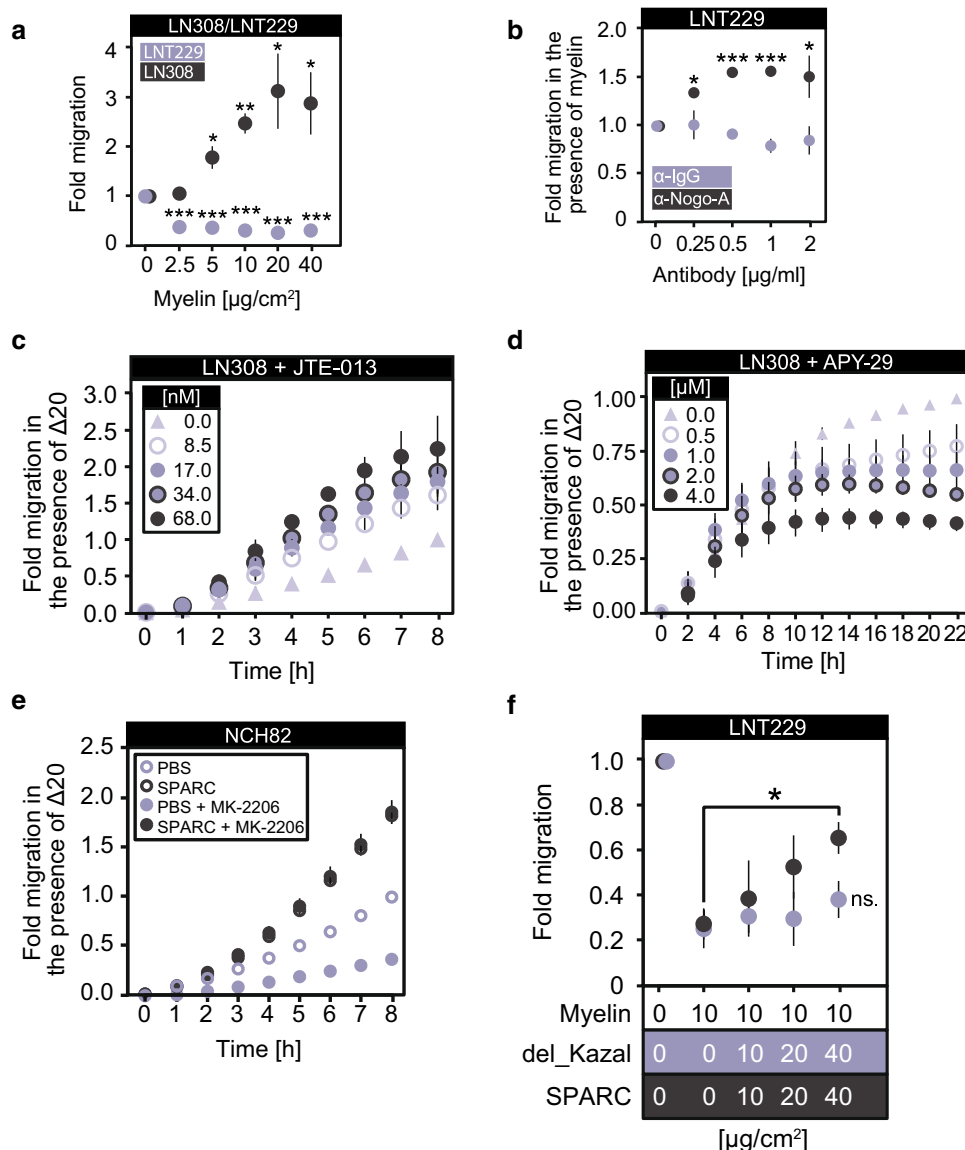 a
LN308/LNT229
LNT229
LN308
Fold migration
4
3
2
1
0
*
*
**
*
*
*** *** *** *** ***
0 2.5 5 10 20 40
Myelin [µg/cm²]
b
LNT229
Fold migration in the
presence of myelin
2.0
1.5
1.0
0.5
0
*
***
***
*
α-IgG
α-Nogo-A
0 0.25 0.5 1 2
Antibody [µg/ml]
c
LN308 + JTE-013
Fold migration in
the presence of Δ20
3.0
2.5
2.0
1.5
1.0
0.5
0.0
[nM]
0.0
8.5
17.0
34.0
68.0
0 1 2 3 4 5 6 7 8
Time [h]
d
LN308 + APY-29
Fold migration in
the presence of Δ20
1.00
0.75
0.50
0.25
0.00
[µM]
0.0
0.5
1.0
2.0
4.0
0 2 4 6 8 10 12 14 16 18 20 22
Time [h]
e
NCH82
Fold migration in
the presence of Δ20
2.5
2.0
1.5
1.0
0.5
0.0
PBS
SPARC
PBS + MK-2206
SPARC + MK-2206
0 1 2 3 4 5 6 7 8
Time [h]
f
LNT229
Fold migration
1.0
0.8
0.6
0.4
0.2
0
*
ns.
Myelin 0 10 10 10 10
del_Kazal 0 0 10 20 40
SPARC 0 0 10 20 40
[µg/cm²]